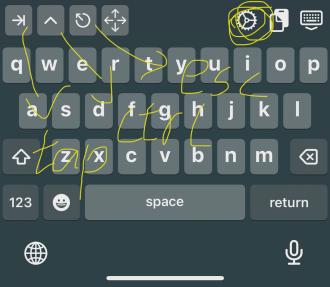 q w e r t y u i o p
esc
a s d f g h j k l
ctrl
z x c v b n m
tap
123 space return